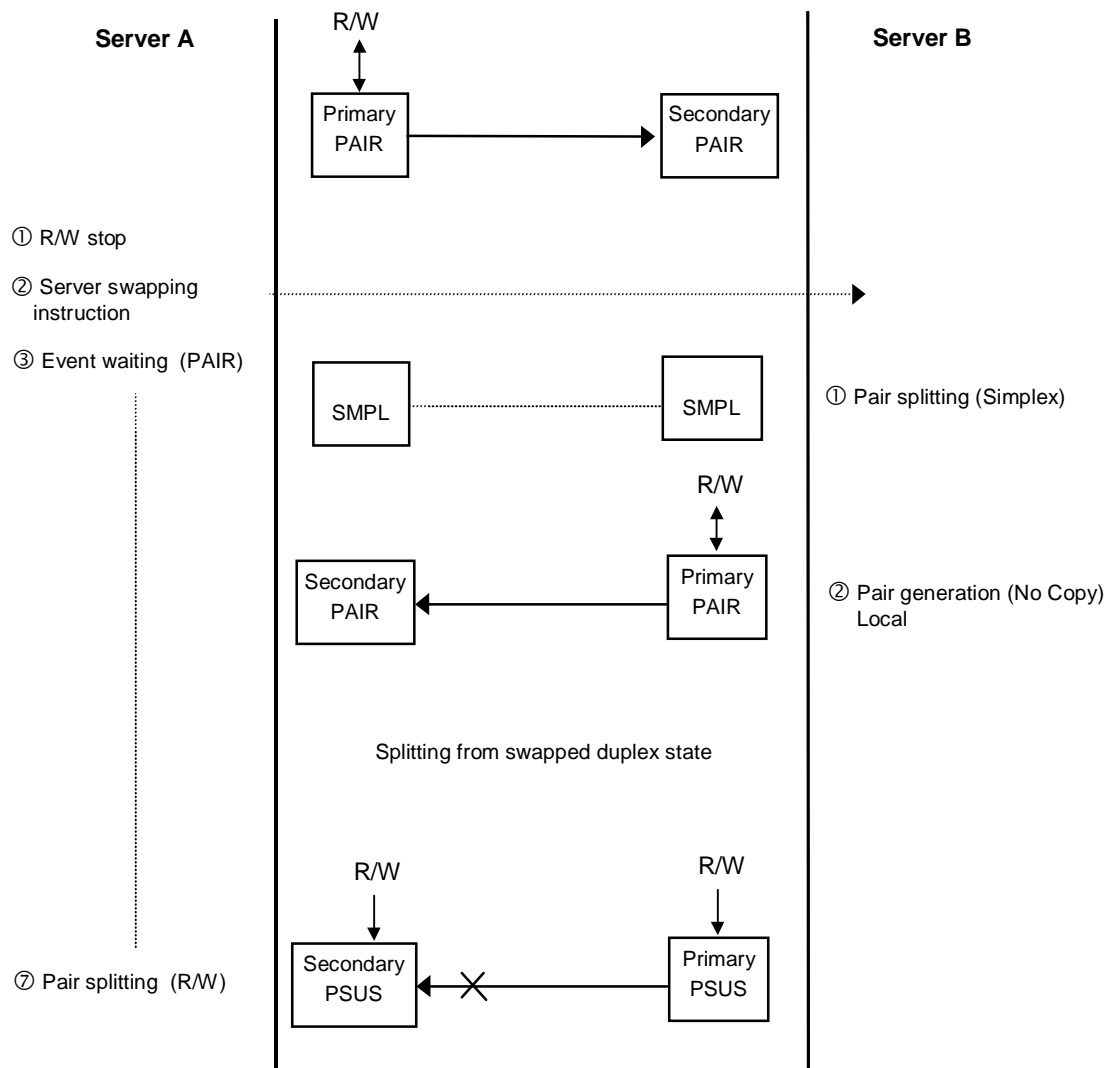 R/W
Server A
Server B
Primary
PAIR
Secondary
PAIR
① R/W stop
② Server swapping
instruction
③ Event waiting (PAIR)
SMPL
SMPL
① Pair splitting (Simplex)
R/W
Secondary
PAIR
Primary
PAIR
② Pair generation (No Copy)
Local
Splitting from swapped duplex state
R/W
R/W
Secondary
PSUS
Primary
PSUS
⑦ Pair splitting (R/W)